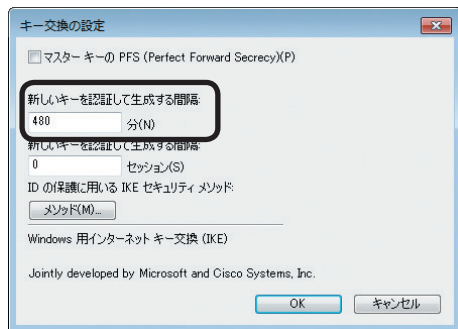 キー交換の設定
マスター キーの PFS (Perfect Forward Secrecy)(P)
新しいキーを認証して生成する間隔:
480 分(N)
新しいキーを認証して生成する間隔:
0 セッション(S)
ID の保護に用いる IKE セキュリティ メソッド:
メソッド(M)...
Windows 用インターネット キー交換 (IKE)
Jointly developed by Microsoft and Cisco Systems, Inc.
OK キャンセル